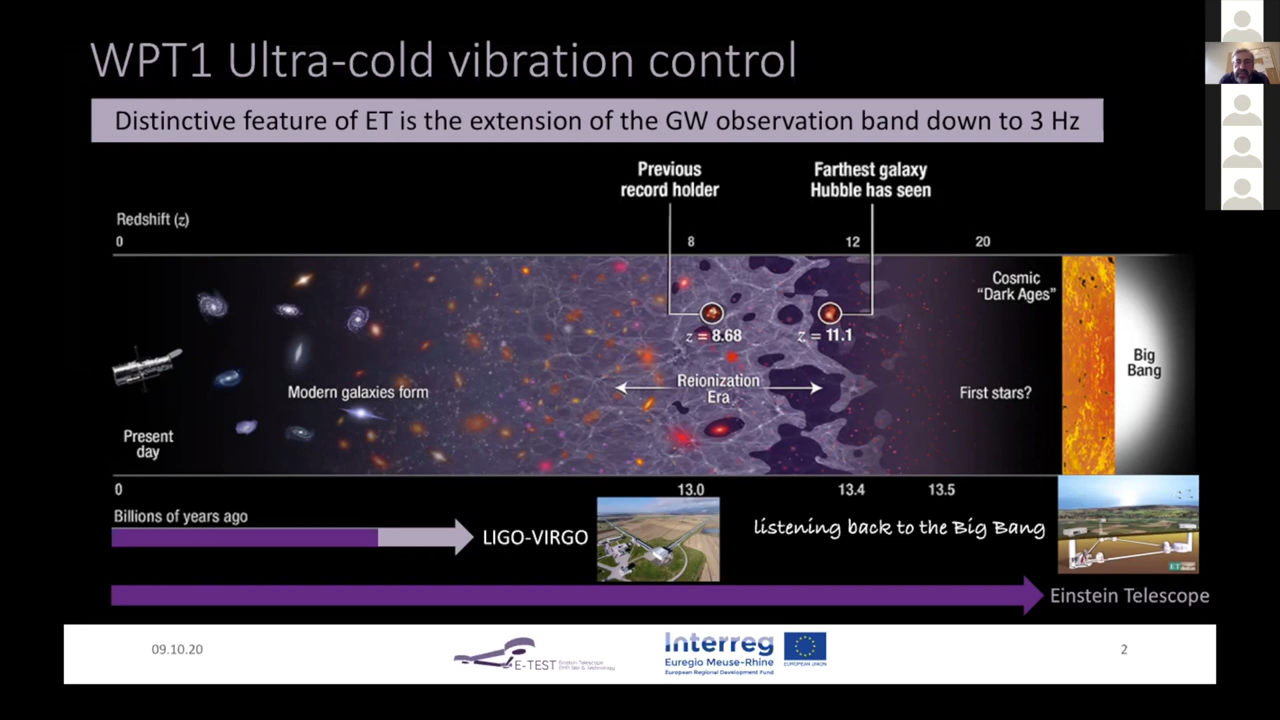 WPT1 Ultra-cold vibration control
Distinctive feature of ET is the extension of the GW observation band down to 3 Hz
Previous
record holder
Farthest galaxy
Hubble has seen
Redshift (z)
0
8
12
20
Cosmic
"Dark Ages"
z = 8.68
z = 11.1
Big
Bang
Reionization
Era
Modern galaxies form
First stars?
Present
day
0
13.0
13.4
13.5
Billions of years ago
LIGO-VIRGO
listening back to the Big Bang
Einstein Telescope
09.10.20
E-TEST
Einstein Telescope
Interreg
Euregio Meuse-Rhine
European Regional Development Fund
EUROPEAN UNION
2
ET